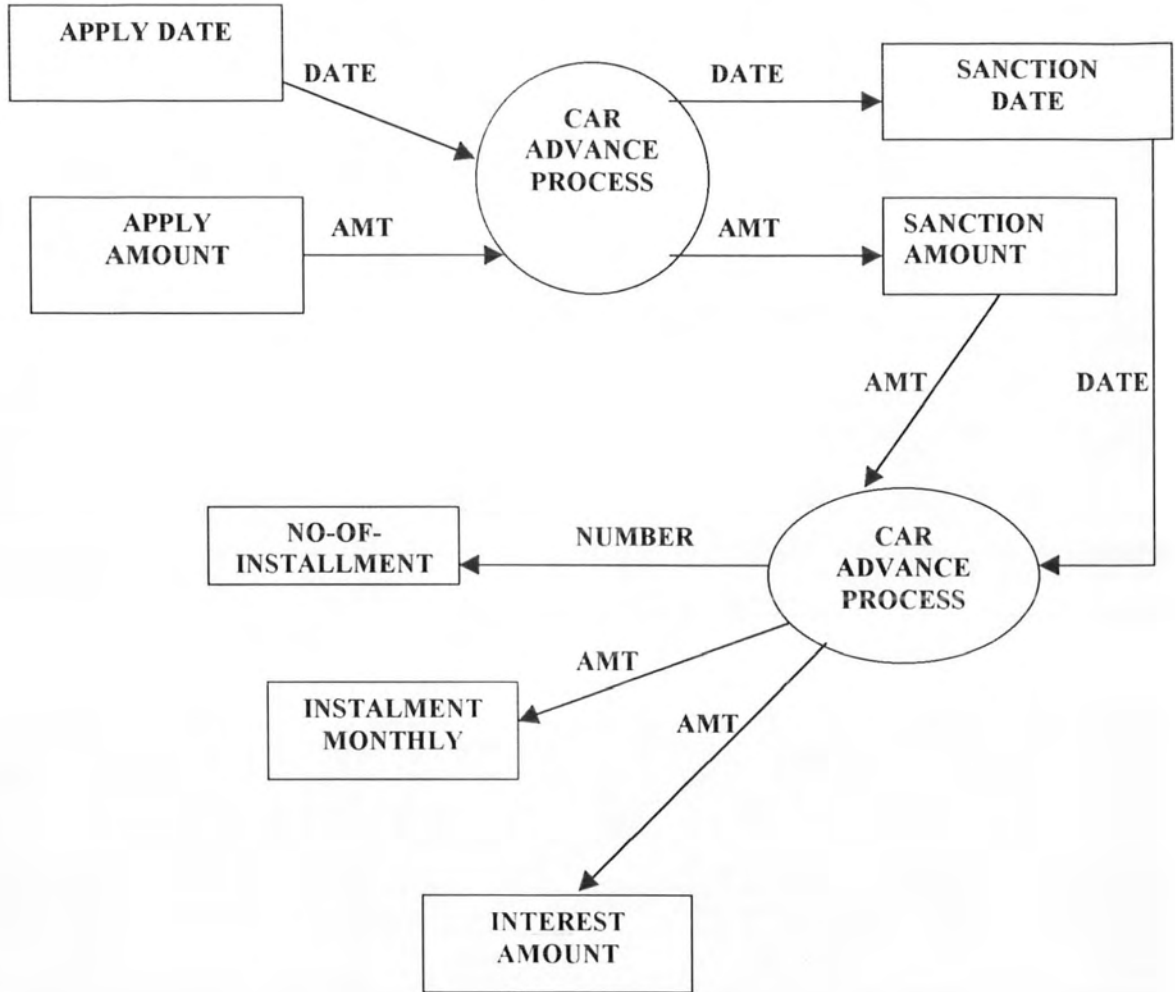 APPLY DATE
DATE
CAR
ADVANCE
PROCESS
DATE
SANCTION
DATE
APPLY
AMOUNT
AMT
AMT
SANCTION
AMOUNT
AMT
DATE
NO-OF-
INSTALLMENT
NUMBER
CAR
ADVANCE
PROCESS
AMT
INSTALMENT
MONTHLY
AMT
INTEREST
AMOUNT